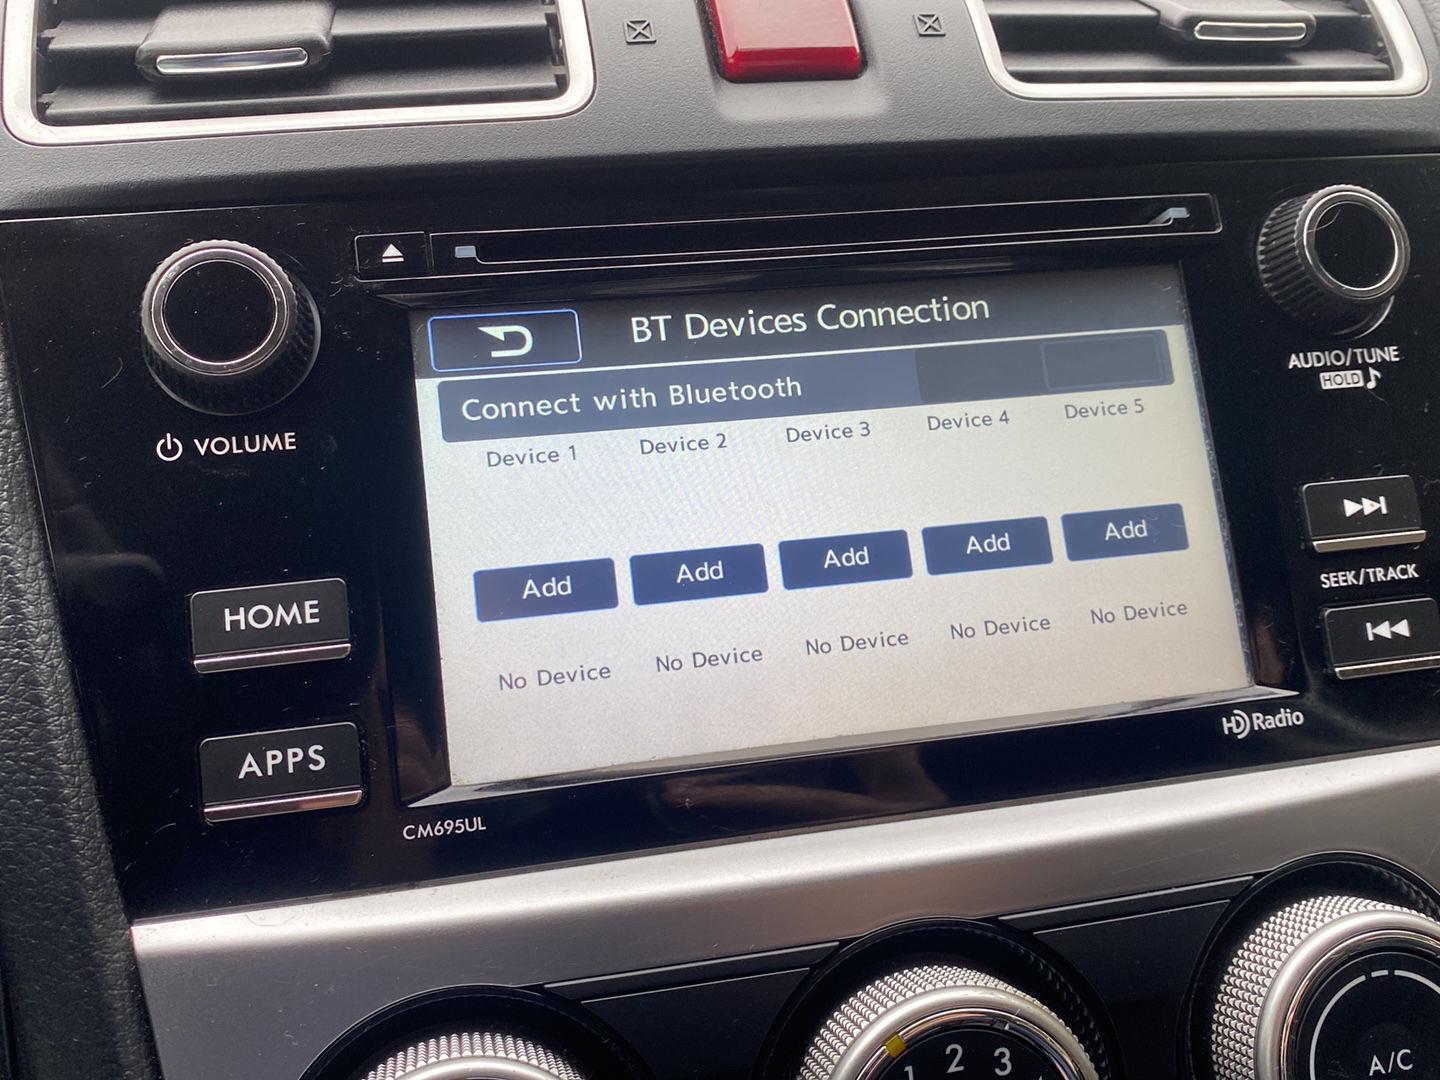 BT Devices Connection
Connect with Bluetooth
Device 1 Device 2 Device 3 Device 4 Device 5
Add Add Add Add Add
No Device No Device No Device No Device No Device
VOLUME
HOME
APPS
CM695UL
AUDIO/TUNE
HOLD
SEEK/TRACK
HD Radio
1 2 3
A/C